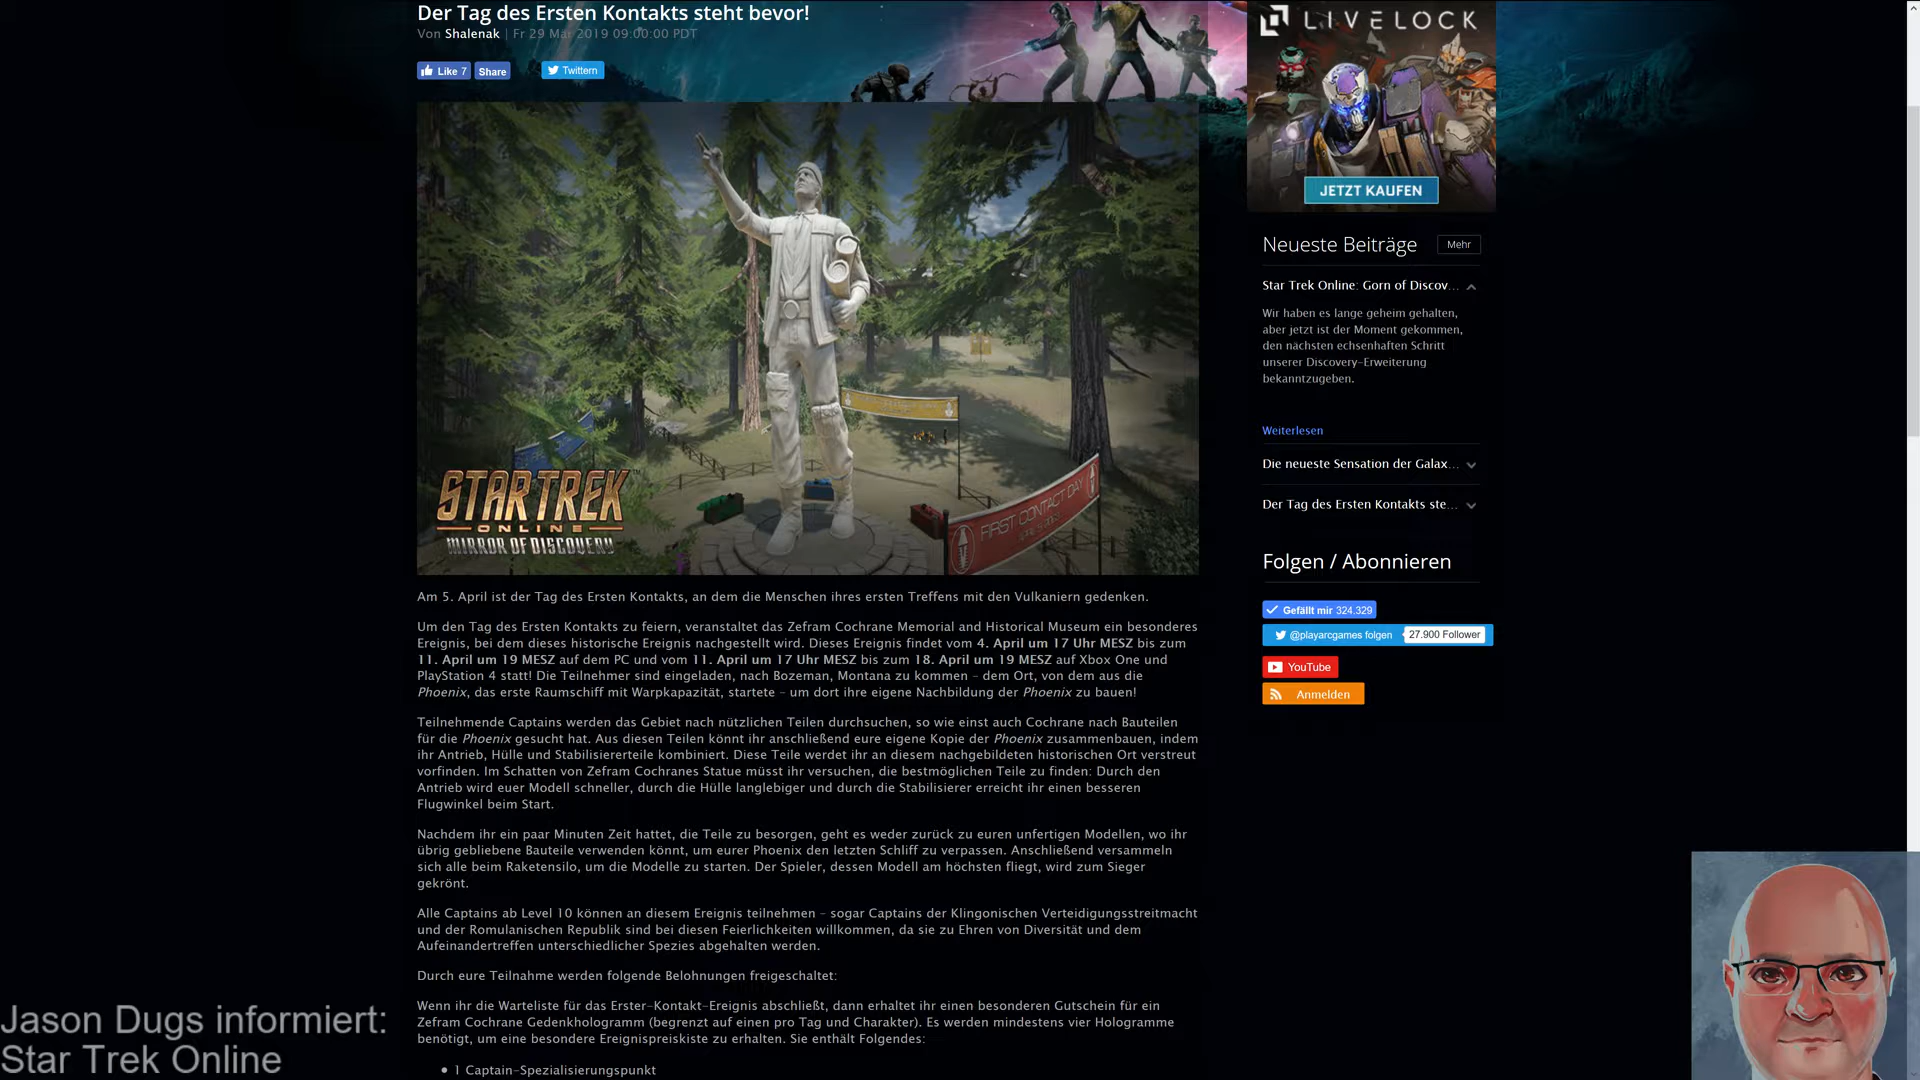 Der Tag des Ersten Kontakts steht bevor!
Von Shalenak | Fr 29 Mar 2019 09:00:00 PDT
Like 7 Share Twittern
STAR TREK
ONLINE
MIRROR OF DISCOVERY
FIRST CONTACT DAY
Am 5. April ist der Tag des Ersten Kontakts, an dem die Menschen ihres ersten Treffens mit den Vulkaniern gedenken.
Um den Tag des Ersten Kontakts zu feiern, veranstaltet das Zefram Cochrane Memorial and Historical Museum ein besonderes
Ereignis, bei dem dieses historische Ereignis nachgestellt wird. Dieses Ereignis findet vom 4. April um 17 Uhr MESZ bis zum
11. April um 19 MESZ auf dem PC und vom 11. April um 17 Uhr MESZ bis zum 18. April um 19 MESZ auf Xbox One und
PlayStation 4 statt! Die Teilnehmer sind eingeladen, nach Bozeman, Montana zu kommen – dem Ort, von dem aus die
Phoenix, das erste Raumschiff mit Warpkapazität, startete – um dort ihre eigene Nachbildung der Phoenix zu bauen!
Teilnehmende Captains werden das Gebiet nach nützlichen Teilen durchsuchen, so wie einst auch Cochrane nach Bauteilen
für die Phoenix gesucht hat. Aus diesen Teilen könnt ihr anschließend eure eigene Kopie der Phoenix zusammenbauen, indem
ihr Antrieb, Hülle und Stabilisiererteile kombiniert. Diese Teile werdet ihr an diesem nachgebildeten historischen Ort verstreut
vorfinden. Im Schatten von Zefram Cochranes Statue müsst ihr versuchen, die bestmöglichen Teile zu finden: Durch den
Antrieb wird euer Modell schneller, durch die Hülle langlebiger und durch die Stabilisierer erreicht ihr einen besseren
Flugwinkel beim Start.
Nachdem ihr ein paar Minuten Zeit hattet, die Teile zu besorgen, geht es weder zurück zu euren unfertigen Modellen, wo ihr
übrig gebliebene Bauteile verwenden könnt, um eurer Phoenix den letzten Schliff zu verpassen. Anschließend versammeln
sich alle beim Raketensilo, um die Modelle zu starten. Der Spieler, dessen Modell am höchsten fliegt, wird zum Sieger
gekrönt.
Alle Captains ab Level 10 können an diesem Ereignis teilnehmen – sogar Captains der Klingonischen Verteidigungsstreitmacht
und der Romulanischen Republik sind bei diesen Feierlichkeiten willkommen, da sie zu Ehren von Diversität und dem
Aufeinandertreffen unterschiedlicher Spezies abgehalten werden.
Durch eure Teilnahme werden folgende Belohnungen freigeschaltet:
Wenn ihr die Warteliste für das Erster-Kontakt-Ereignis abschließt, dann erhaltet ihr einen besonderen Gutschein für ein
Zefram Cochrane Gedenkhologramm (begrenzt auf einen pro Tag und Charakter). Es werden mindestens vier Hologramme
benötigt, um eine besondere Ereignispreiskiste zu erhalten. Sie enthält Folgendes:
• 1 Captain-Spezialisierungspunkt
LIVELOCK
JETZT KAUFEN
Neueste Beiträge Mehr
Star Trek Online: Gorn of Discov...
Wir haben es lange geheim gehalten,
aber jetzt ist der Moment gekommen,
den nächsten echsenhaften Schritt
unserer Discovery-Erweiterung
bekanntzugeben.
Weiterlesen
Die neueste Sensation der Galax...
Der Tag des Ersten Kontakts ste...
Folgen / Abonnieren
Gefällt mir 324.329
@playarcgames folgen 27.900 Follower
YouTube
Anmelden
Jason Dugs informiert:
Star Trek Online